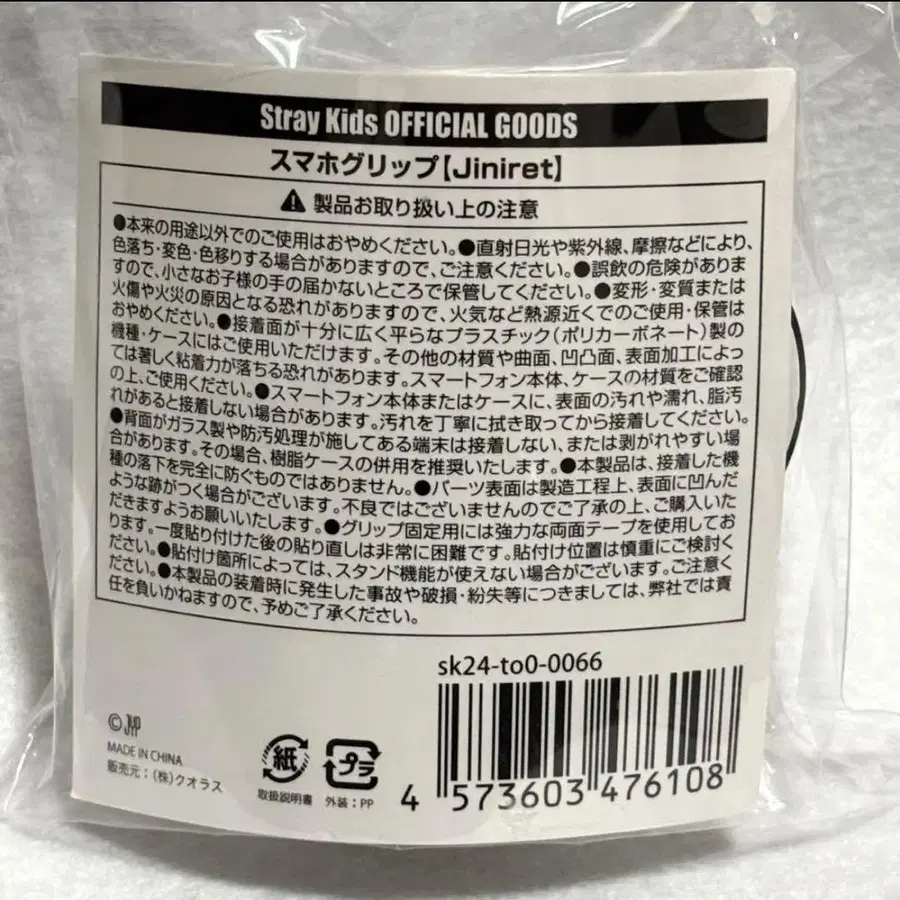 Stray Kids OFFICIAL GOODS
スマホグリップ【Jiniret】
製品お取り扱い上の注意
●本来の用途以外でのご使用はおやめください。●直射日光や紫外線、摩擦などにより、
色落ち・変色・色移りする場合がありますので、ご注意ください。●誤飲の危険がありま
すので、小さなお子様の手の届かないところで保管してください。●変形・変質または
火傷や火災の原因となる恐れがありますので、火気など熱源近くでのご使用・保管は
おやめください。●接着面が十分に広く平らなプラスチック(ポリカーボネート)製の
機種・ケースにはご使用いただけます。その他の材質や曲面、凹凸面、表面加工によっ
ては著しく粘着力が落ちる恐れがあります。スマートフォン本体、ケースの材質をご確認
の上、ご使用ください。●スマートフォン本体またはケースに、表面の汚れや濡れ、脂汚
れがあると接着しない場合があります。汚れを丁寧に拭き取ってから接着してください。
●背面がガラス製や防汚処理が施してある端末は接着しない、または剥がれやすい場
合があります。その場合、樹脂ケースの併用を推奨いたします。●本製品は、接着した機
種の落下を完全に防ぐものではありません。●パーツ表面は製造工程上、表面に凹んだ
ような跡がつく場合がございます。不良ではございませんのでご了承の上、ご購入いた
だきますようお願いいたします。●グリップ固定用には強力な両面テープを使用してお
ります。一度貼り付けた後の貼り直しは非常に困難です。貼付け位置は慎重にご検討く
ださい。●貼付け箇所によっては、スタンド機能が使えない場合がございます。ご注意く
ださい。●本製品の装着時に発生した事故や破損・紛失等につきましては、弊社では責
任を負いかねますので、予めご了承ください。
sk24-to0-0066
© JYP
MADE IN CHINA
販売元：(株)クオラス
紙
取扱説明書
プラ
外装：PP
4 573603 476108